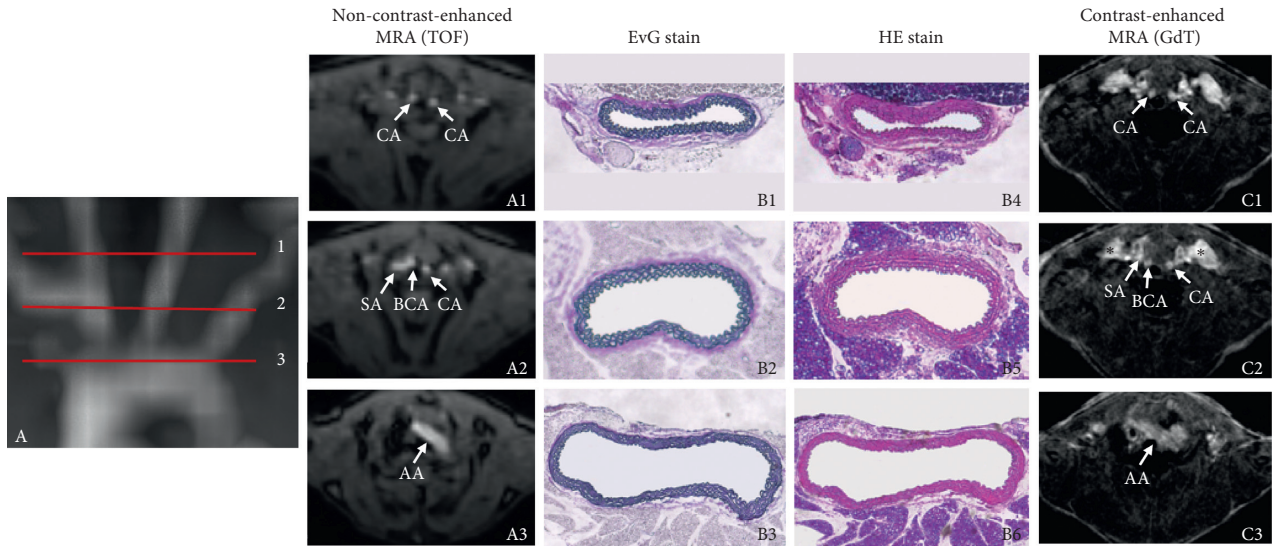 Non-contrast-enhanced
MRA (TOF)
EvG stain
HE stain
Contrast-enhanced
MRA (GdT)
CA
CA
A1
B1
B4
CA
CA
C1
1
2
3
A
SA
BCA
CA
A2
B2
B5
*
*
SA
BCA
CA
C2
AA
A3
B3
B6
AA
C3